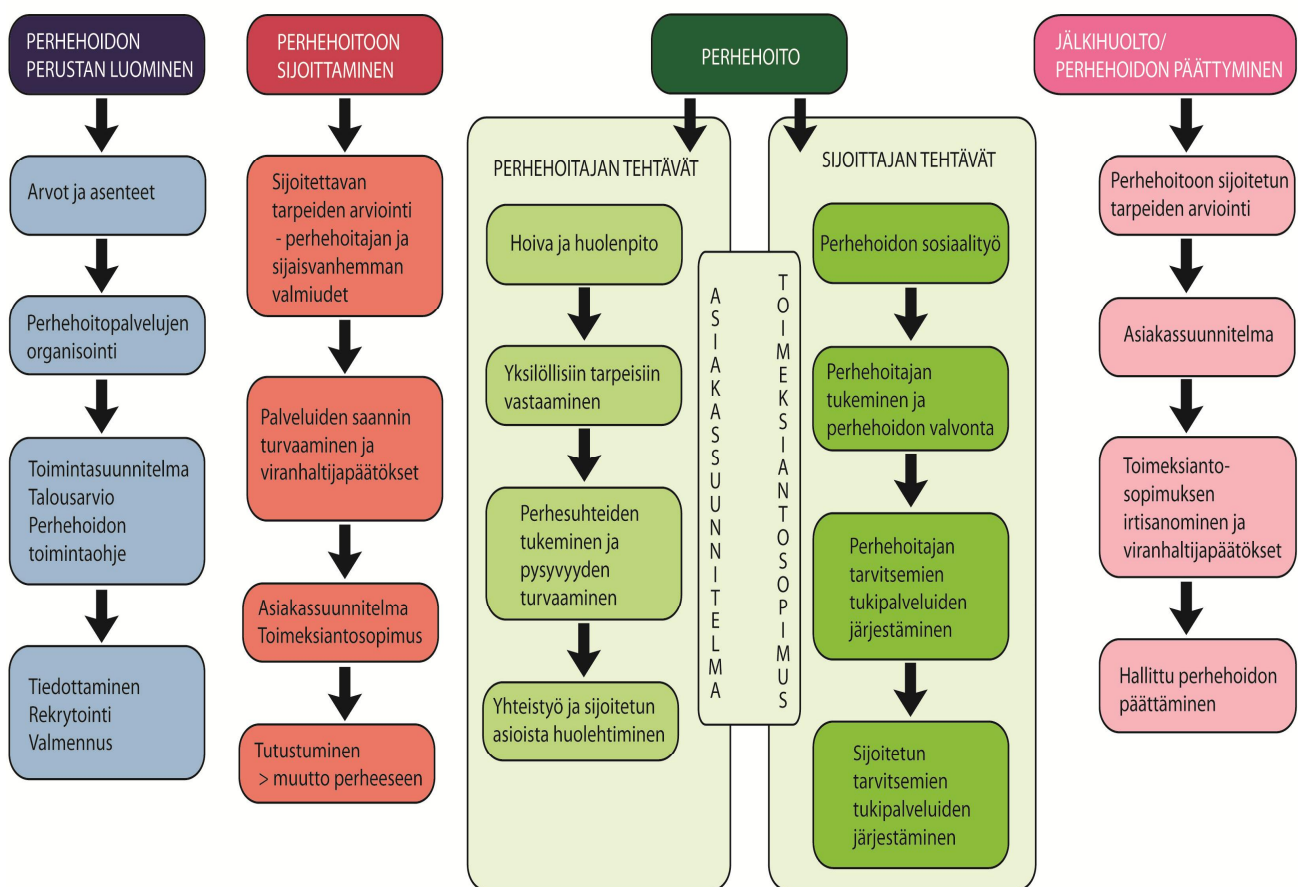 PERHEHOIDON
PERUSTAN LUOMINEN
Arvot ja asenteet
Perhehoitopalvelujen
organisointi
Toimintasuunnitelma
Talousarvio
Perhehoidon
toimintaohje
Tiedottaminen
Rekrytointi
Valmennus
PERHEHOITOON
SIJOITTAMINEN
Sijoitettavan
tarpeiden arviointi
- perhehoitajan ja
sijaisvanhemman
valmiudet
Palveluiden saannin
turvaaminen ja
viranhaltijapäätökset
Asiakassuunnitelma
Toimeksiantosopimus
Tutustuminen
> muutto perheeseen
PERHEHOITO
PERHEHOITAJAN TEHTÄVÄT
Hoiva ja huolenpito
Yksilöllisiin tarpeisiin
vastaaminen
Perhesuhteiden
tukeminen ja
pysyvyyden
turvaaminen
Yhteistyö ja sijoitetun
asioista huolehtiminen
ASIAKASSUUNNITELMA
TOIMEKSIANTOSOPIMUS
SIJOITTAJAN TEHTÄVÄT
Perhehoidon sosiaalityö
Perhehoitajan
tukeminen ja
perhehoidon valvonta
Perhehoitajan
tarvitsemien
tukipalveluiden
järjestäminen
Sijoitetun
tarvitsemien
tukipalveluiden
järjestäminen
JÄLKIHUOLTO/
PERHEHOIDON PÄÄTTYMINEN
Perhehoitoon sijoitetun
tarpeiden arviointi
Asiakassuunnitelma
Toimeksianto-
sopimuksen
irtisanominen ja
viranhaltijapäätökset
Hallittu perhehoidon
päättäminen